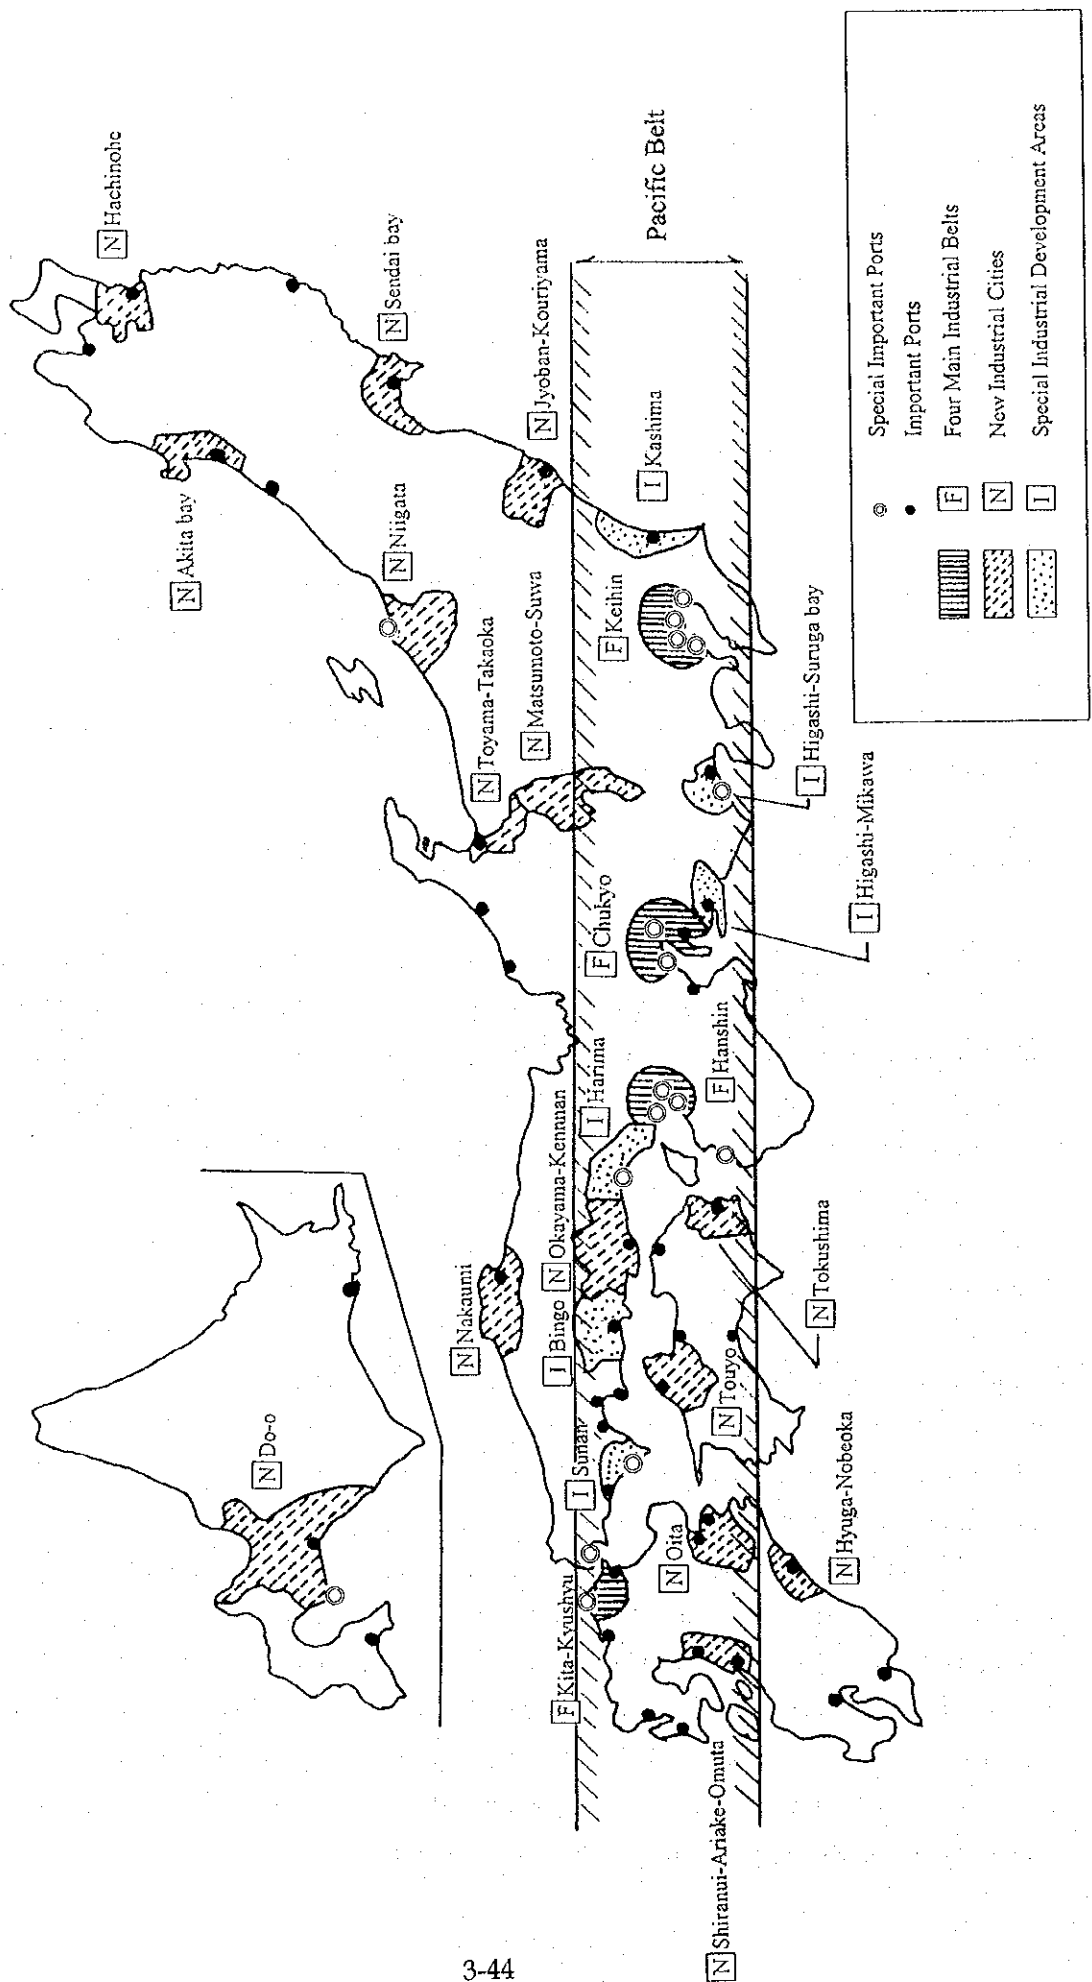 N Hachinohe
N Akita bay
N Sendai bay
N Niigata
N Jyoban-Kouriyama
N Toyama-Takaoka
N Matsumoto-Suwa
Pacific Belt
I Kashima
F Keihin
I Higashi-Suruga bay
F Chukyo
I Higashi-Mikawa
I Harima
F Hanshin
N Okayama-Kennnan
I Bingo
N Nakaumi
N Tokushima
N Touyo
N Do-o
I Sunan
N Oita
N Hyuga-Nobeoka
F Kita-Kyushyu
N Shiranui-Ariake-Omuta
Special Important Ports
Important Ports
F Four Main Industrial Belts
N New Industrial Cities
I Special Industrial Development Areas
3-44